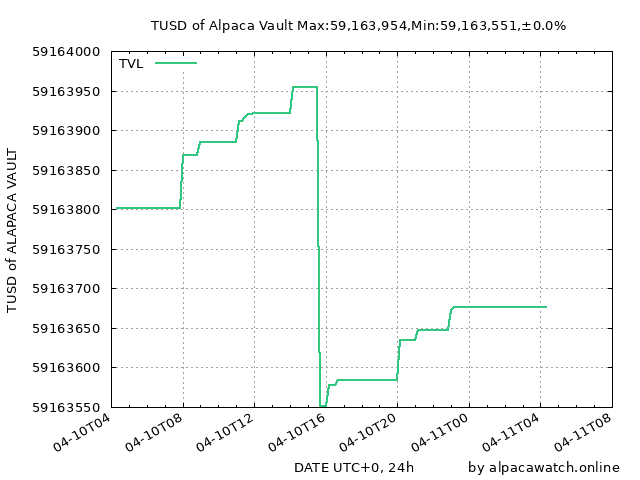 TUSD of Alpaca Vault Max:59,163,954,Min:59,163,551,±0.0%
TVL
59164000
59163950
59163900
59163850
59163800
59163750
59163700
59163650
59163600
59163550
TUSD of ALAPACA VAULT
04-10T04
04-10T08
04-10T12
04-10T16
04-10T20
04-11T00
04-11T04
04-11T08
DATE UTC+0, 24h
by alpacawatch.online